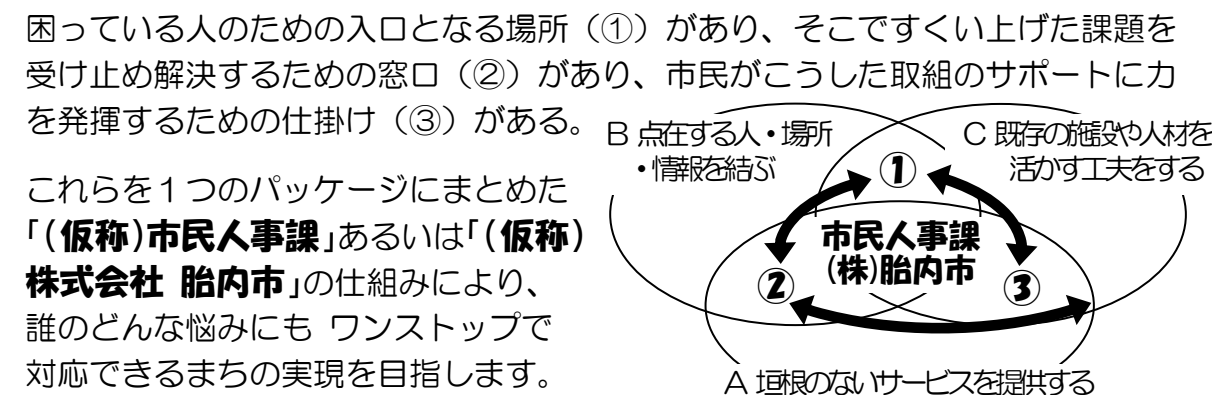 困っている人のための入口となる場所（①）があり、そこですくい上げた課題を
受け止め解決するための窓口（②）があり、市民がこうした取組のサポートに力
を発揮するための仕掛け（③）がある。
これらを１つのパッケージにまとめた
「(仮称)市民人事課」あるいは「(仮称)
株式会社 胎内市」の仕組みにより、
誰のどんな悩みにも ワンストップで
対応できるまちの実現を目指します。
Ｂ 点在する人・場所
・情報を結ぶ
Ｃ 既存の施設や人材を
活かす工夫をする
①
市民人事課
(株)胎内市
②
③
Ａ 垣根のないサービスを提供する